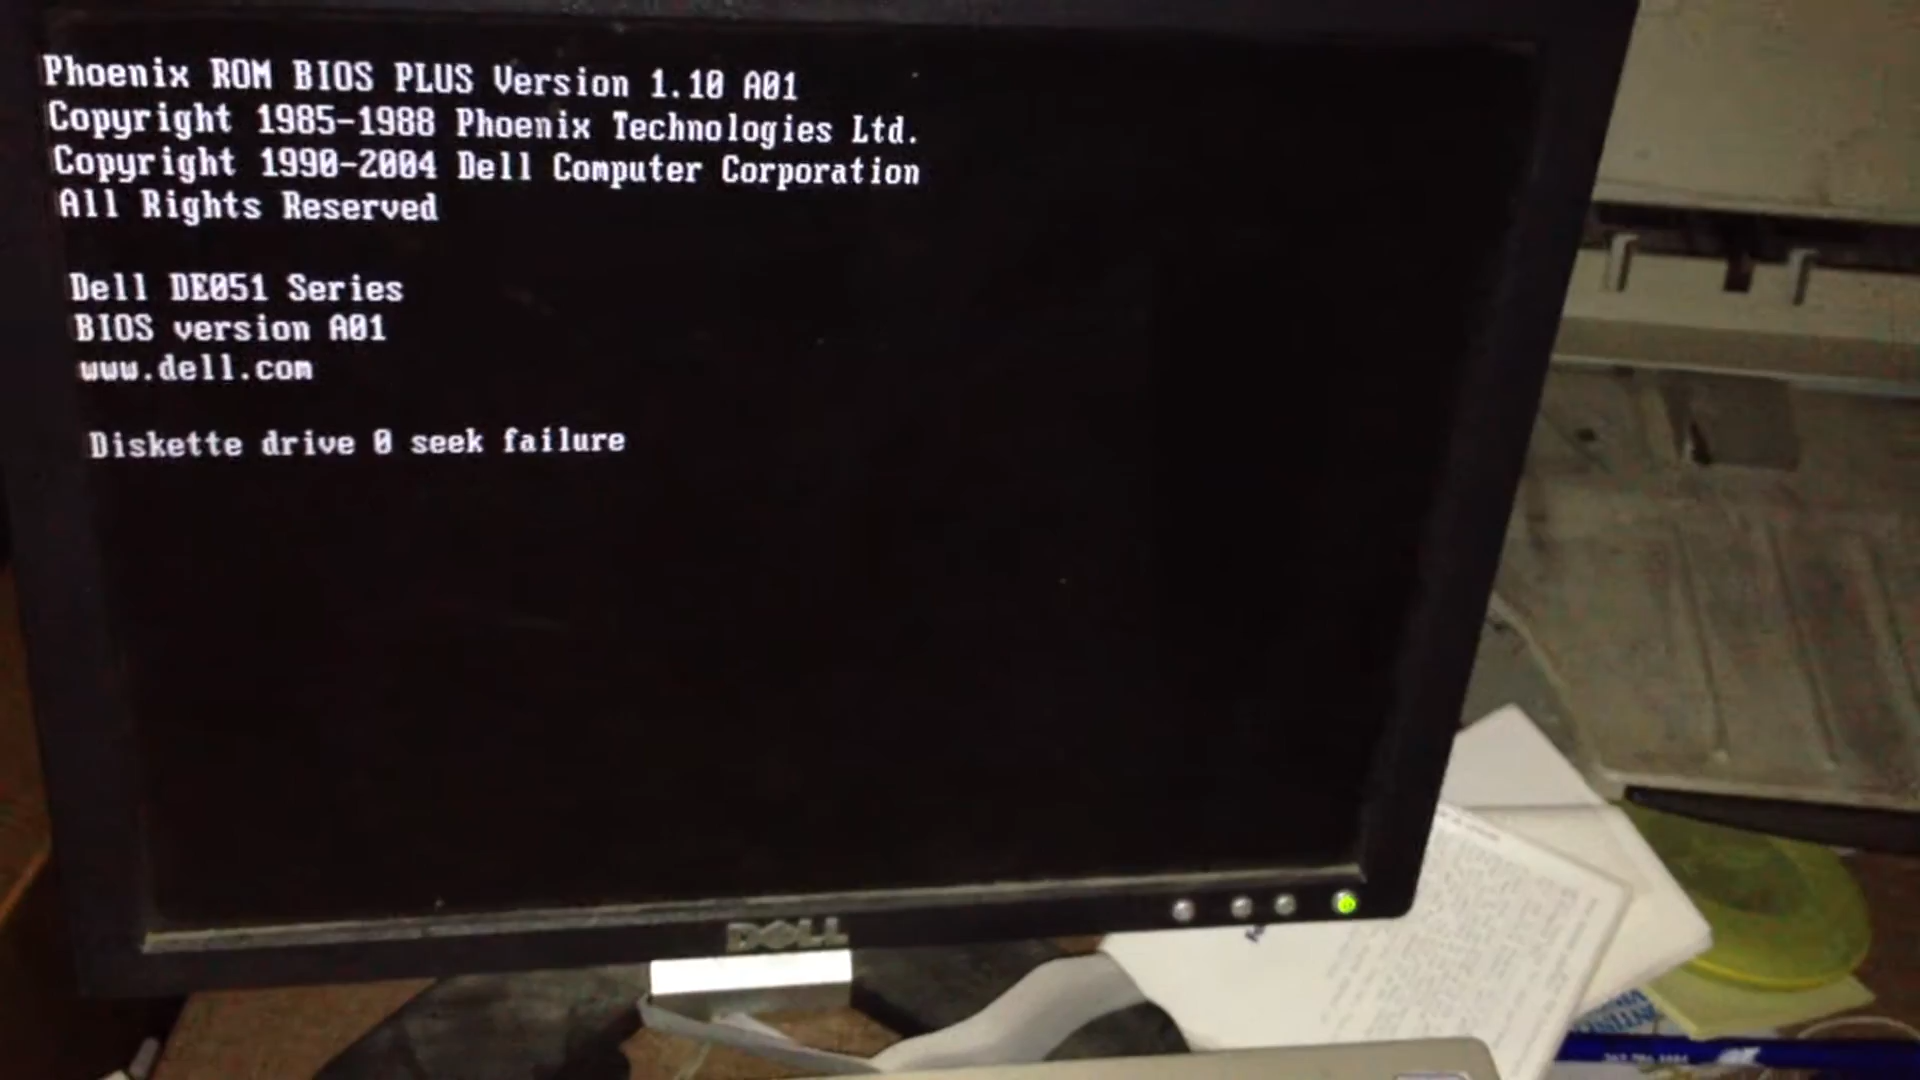 Phoenix ROM BIOS PLUS Version 1.10 A01
Copyright 1985-1988 Phoenix Technologies Ltd.
Copyright 1990-2004 Dell Computer Corporation
All Rights Reserved
Dell DE051 Series
BIOS version A01
www.dell.com
Diskette drive 0 seek failure
DELL